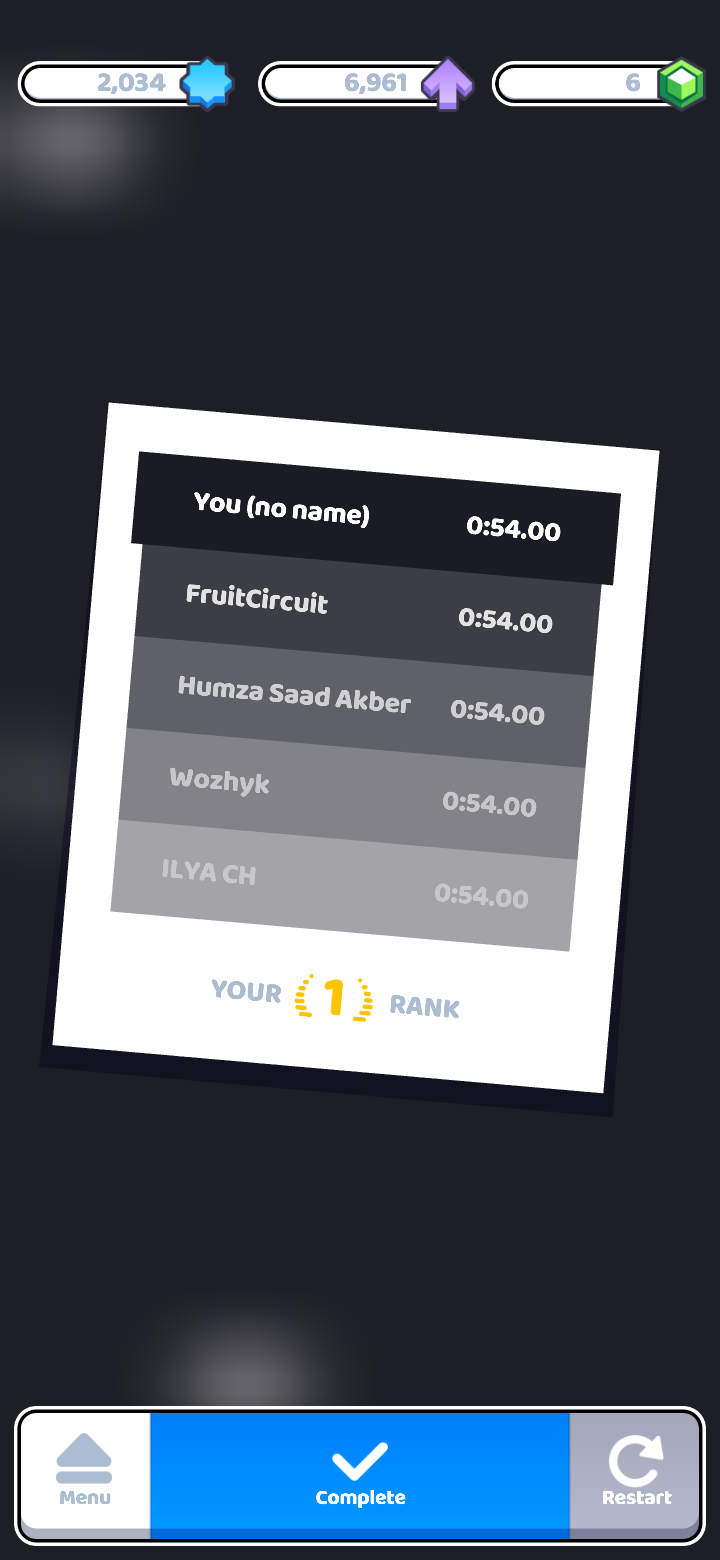 2,034 6,961 6
You (no name) 0:54.00
FruitCircuit 0:54.00
Humza Saad Akber 0:54.00
Wozhyk 0:54.00
ILYA CH 0:54.00
YOUR 1 RANK
Menu Complete Restart